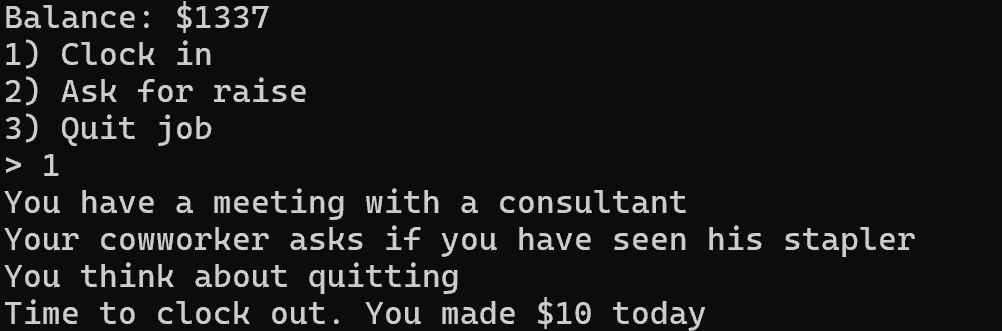 Balance: $1337
1) Clock in
2) Ask for raise
3) Quit job
> 1
You have a meeting with a consultant
Your cowworker asks if you have seen his stapler
You think about quitting
Time to clock out. You made $10 today